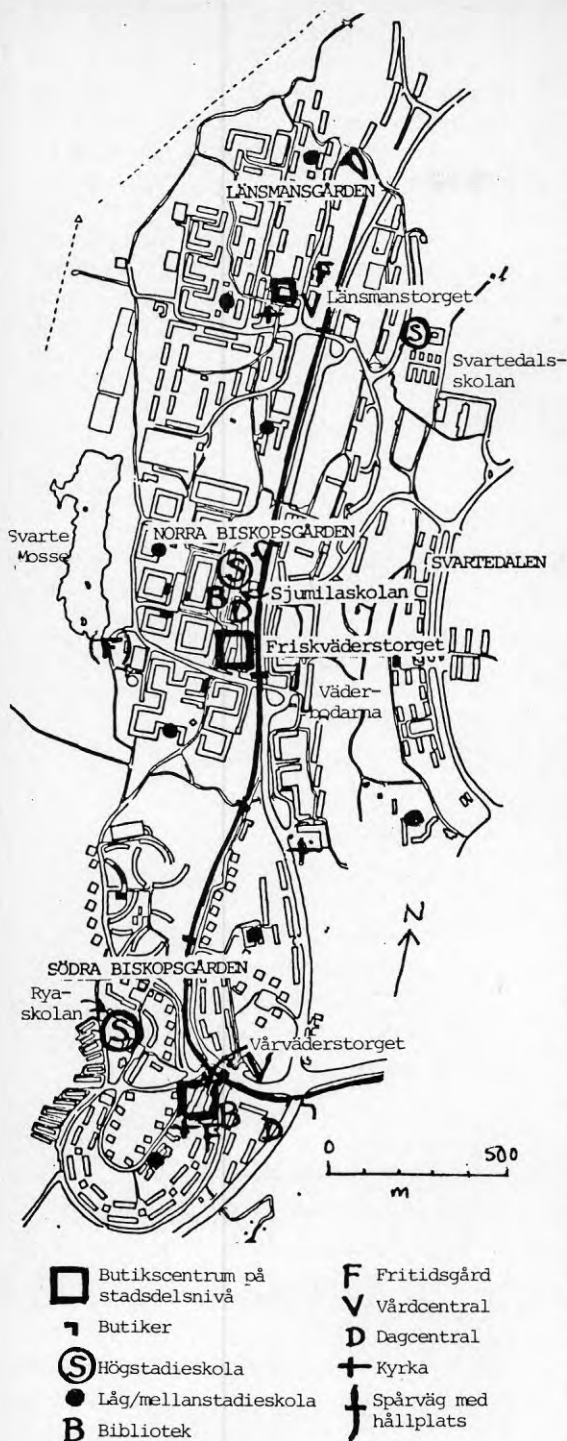 LÄNSMANSGÅRDEN
F
V
Länsmanstorget
S
Svartedals-
skolan
Svarte
Mosse
NORRA BISKOPSGÅRDEN
SVARTEDALEN
S
B
D
Sjumilaskolan
Friskväderstorget
F
Väder-
bodarna
N
SÖDRA BISKOPSGÅRDEN
Rya-
skolan
S
Vårväderstorget
B
F
D
0 500
m
Butikscentrum på
stadsdelsnivå
Butiker
S Högstadieskola
Låg/mellanstadieskola
B Bibliotek
F Fritidsgård
V Vårdcentral
D Dagcentral
Kyrka
Spårväg med
hållplats